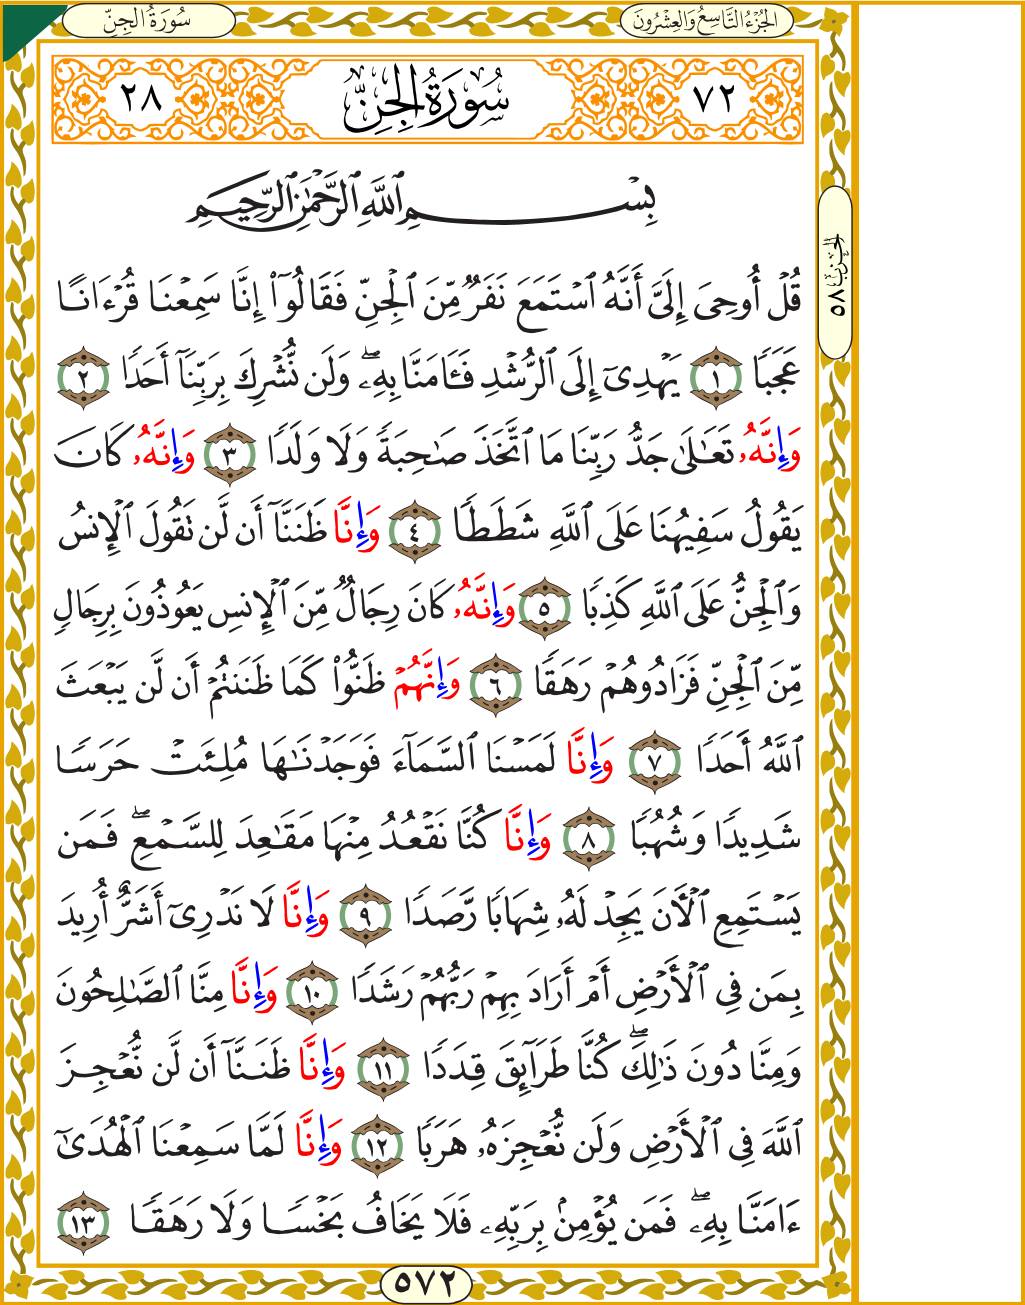 سُورَةُ الجِنِّ
الجُزْءُ التَّاسِعُ وَالعِشْرُونَ
٧٢ سُورَةُ الجِنِّ ٢٨
الحزب ٥٨
بِسْمِ ٱللَّهِ ٱلرَّحْمَٰنِ ٱلرَّحِيمِ
قُلْ أُوحِيَ إِلَيَّ أَنَّهُ ٱسْتَمَعَ نَفَرٌ مِّنَ ٱلْجِنِّ فَقَالُوٓاْ إِنَّا سَمِعْنَا قُرْءَانًا
عَجَبًا ١ يَهْدِىٓ إِلَى ٱلرُّشْدِ فَـَٔامَنَّا بِهِۦۖ وَلَن نُّشْرِكَ بِرَبِّنَآ أَحَدًا ٢
وَإِنَّهُۥ تَعَٰلَىٰ جَدُّ رَبِّنَا مَا ٱتَّخَذَ صَٰحِبَةً وَلَا وَلَدًا ٣ وَإِنَّهُۥ كَانَ
يَقُولُ سَفِيهُنَا عَلَى ٱللَّهِ شَطَطًا ٤ وَإِنَّا ظَنَنَّآ أَن لَّن تَقُولَ ٱلْإِنسُ
وَٱلْجِنُّ عَلَى ٱللَّهِ كَذِبًا ٥ وَإِنَّهُۥ كَانَ رِجَالٌ مِّنَ ٱلْإِنسِ يَعُوذُونَ بِرِجَالٍ
مِّنَ ٱلْجِنِّ فَزَادُوهُمْ رَهَقًا ٦ وَإِنَّهُمْ ظَنُّواْ كَمَا ظَنَنتُمْ أَن لَّن يَبْعَثَ
ٱللَّهُ أَحَدًا ٧ وَإِنَّا لَمَسْنَا ٱلسَّمَآءَ فَوَجَدْنَٰهَا مُلِئَتْ حَرَسًا
شَدِيدًا وَشُهُبًا ٨ وَإِنَّا كُنَّا نَقْعُدُ مِنْهَا مَقَٰعِدَ لِلسَّمْعِۖ فَمَن
يَسْتَمِعِ ٱلْأَنَ يَجِدْ لَهُۥ شِهَابًا رَّصَدًا ٩ وَإِنَّا لَا نَدْرِىٓ أَشَرٌّ أُرِيدَ
بِمَن فِي ٱلْأَرْضِ أَمْ أَرَادَ بِهِمْ رَبُّهُمْ رَشَدًا ١٠ وَإِنَّا مِنَّا ٱلصَّٰلِحُونَ
وَمِنَّا دُونَ ذَٰلِكَۖ كُنَّا طَرَآئِقَ قِدَدًا ١١ وَإِنَّا ظَنَنَّآ أَن لَّن نُّعْجِزَ
ٱللَّهَ فِي ٱلْأَرْضِ وَلَن نُّعْجِزَهُۥ هَرَبًا ١٢ وَإِنَّا لَمَّا سَمِعْنَا ٱلْهُدَىٰٓ
ءَامَنَّا بِهِۦۖ فَمَن يُؤْمِنۢ بِرَبِّهِۦ فَلَا يَخَافُ بَخْسًا وَلَا رَهَقًا ١٣
٥٧٢